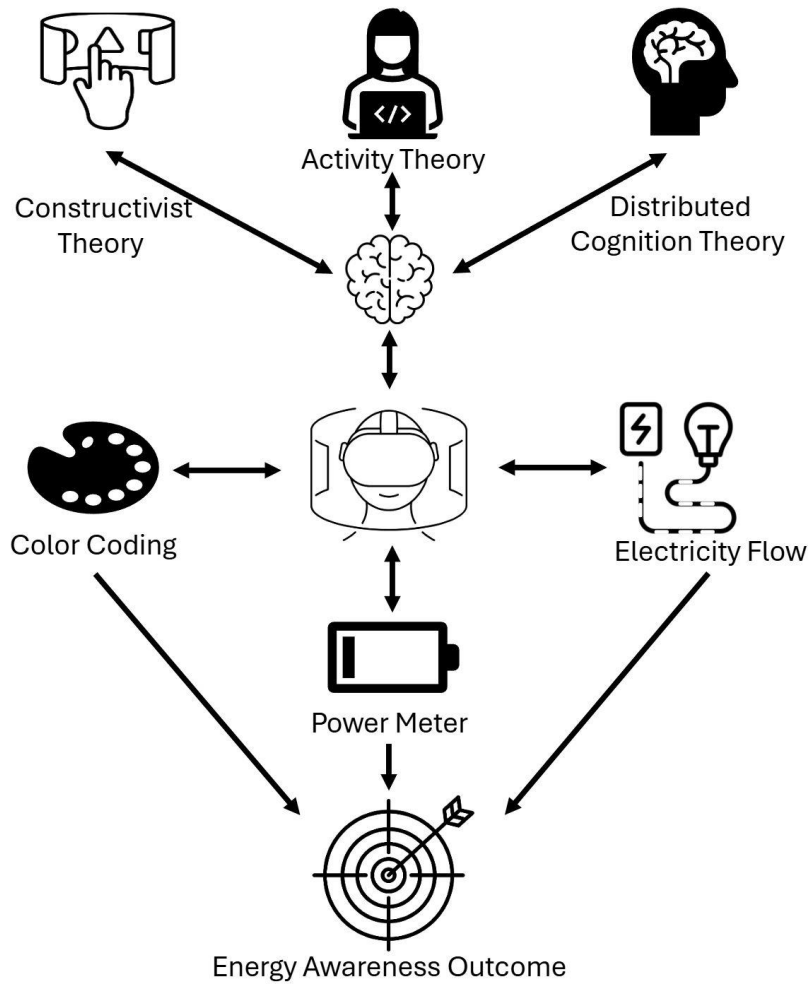 </>
Activity Theory
Constructivist
Theory
Distributed
Cognition Theory
Color Coding
Electricity Flow
Power Meter
Energy Awareness Outcome